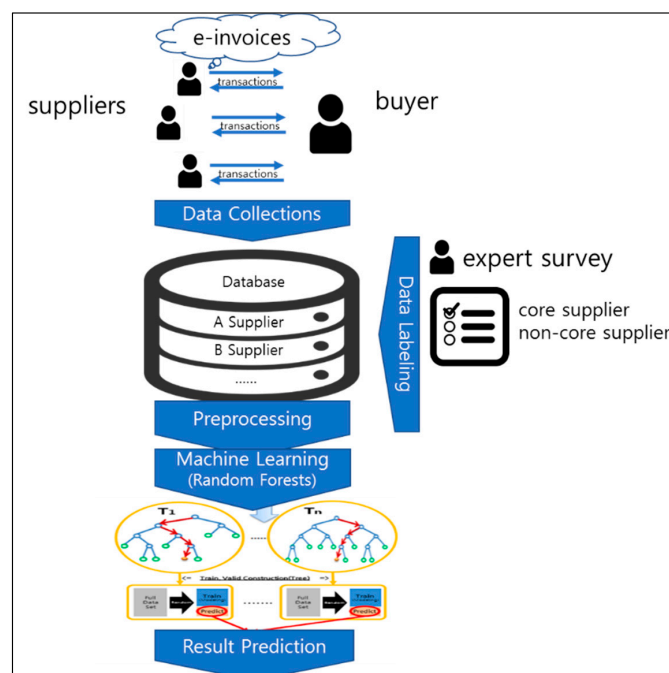 e-invoices
transactions
suppliers
buyer
transactions
transactions
Data Collections
Database
A Supplier
B Supplier
......
Data Labeling
expert survey
core supplier
non-core supplier
Preprocessing
Machine Learning
(Random Forests)
T1
Tn
......
<- Train, Valid Construction(Tree) ->
Full
Data
Set
Random
Train
Predict
........
Full
Data
Set
Random
Train
Predict
Result Prediction